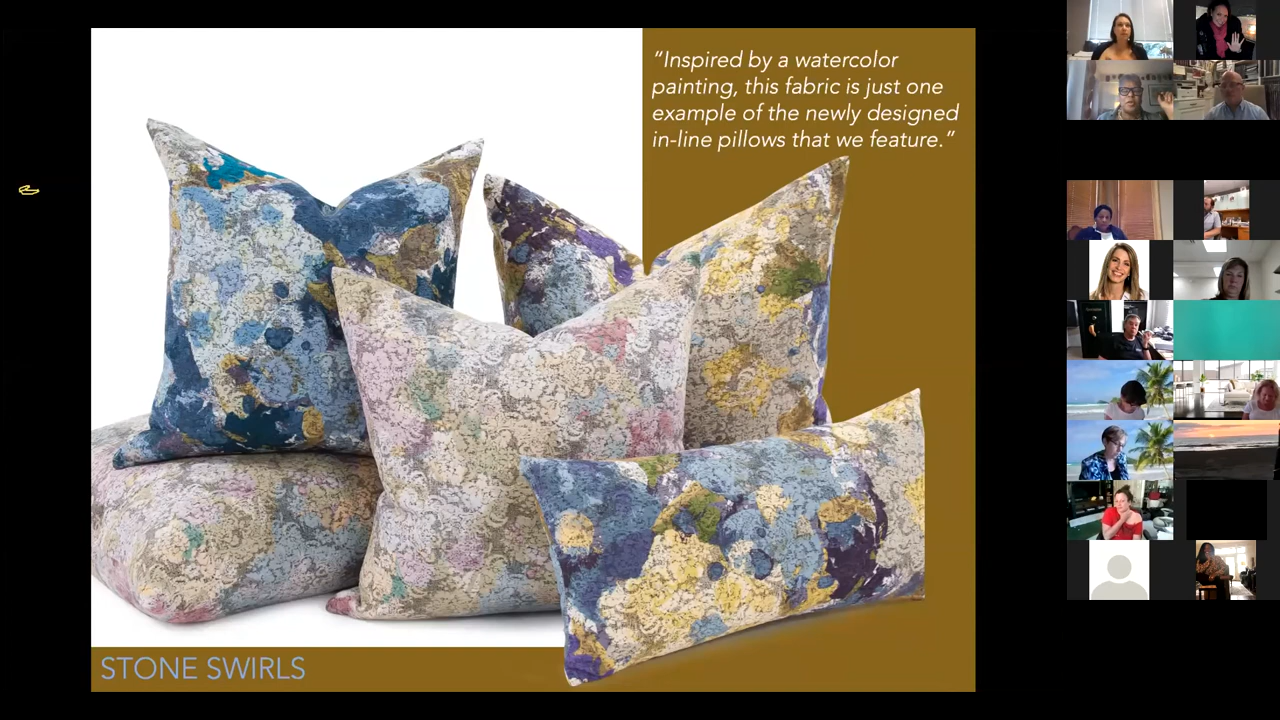 “Inspired by a watercolor
painting, this fabric is just one
example of the newly designed
in-line pillows that we feature.”
STONE SWIRLS